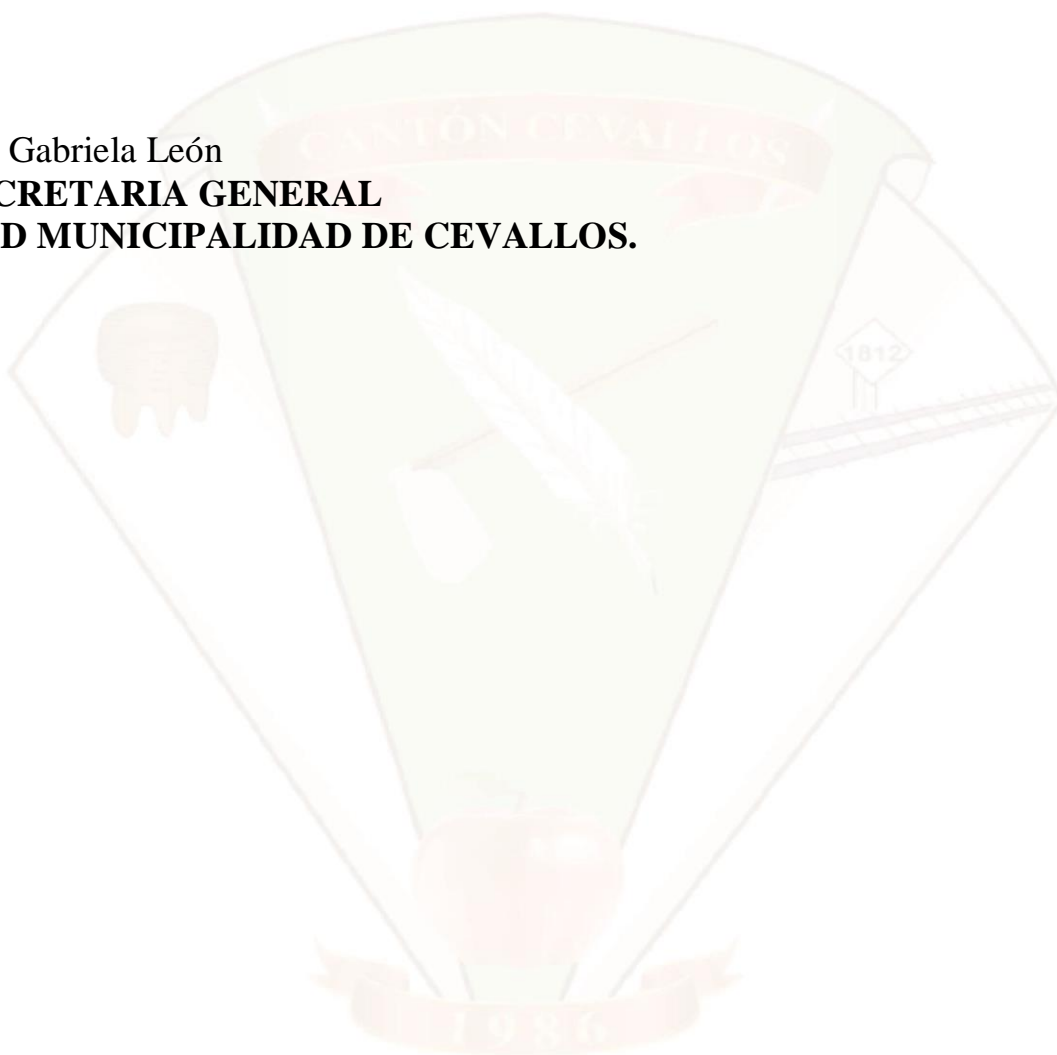 Gabriela León
CRETARIA GENERAL
D MUNICIPALIDAD DE CEVALLOS.
CANTÓN CEVALLOS
1812
1986